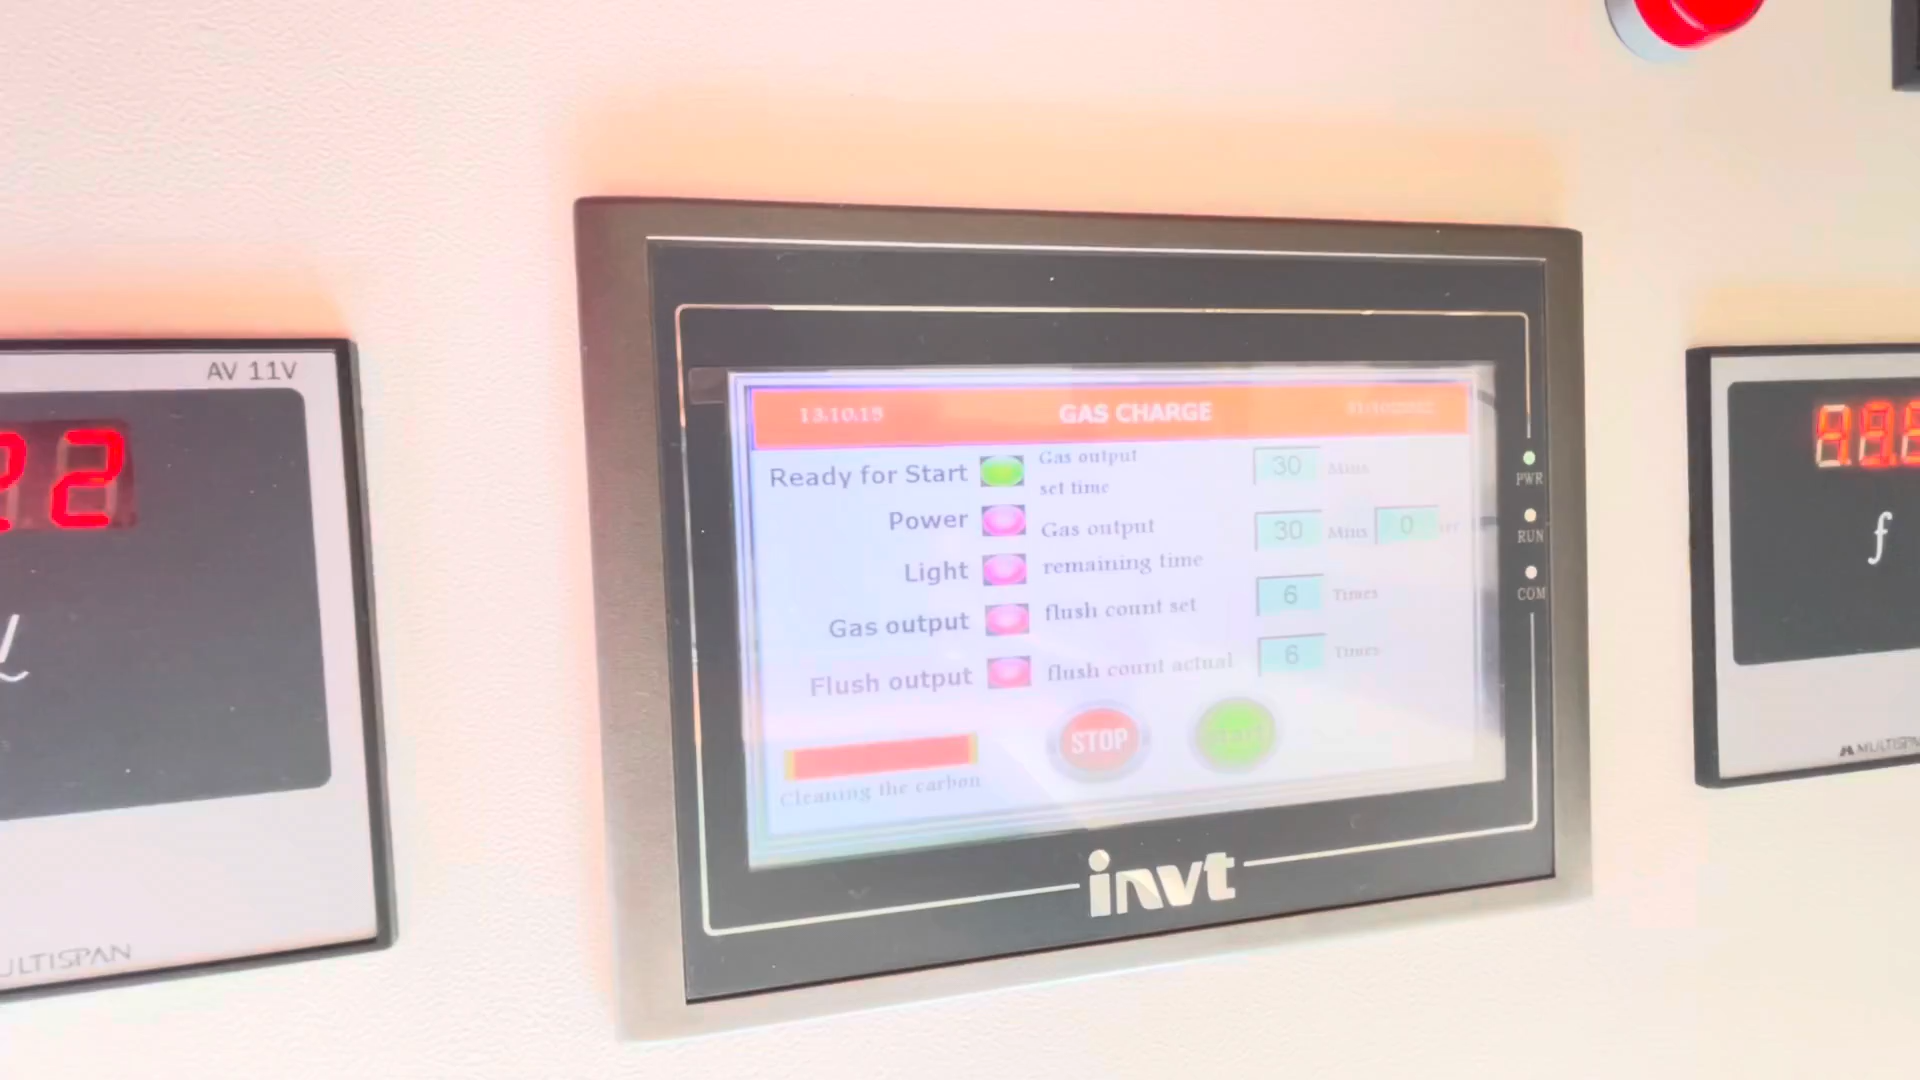 AV 11V
2
13.10.15 GAS CHARGE
Ready for Start
Gas output
set time
30 Mins
Power
Gas output
remaining time
30 Mins 0
Light
flush count set
6 Times
Gas output
flush count actual
6 Times
Flush output
STOP
Cleaning the carbon
PWR
RUN
COM
invt
f